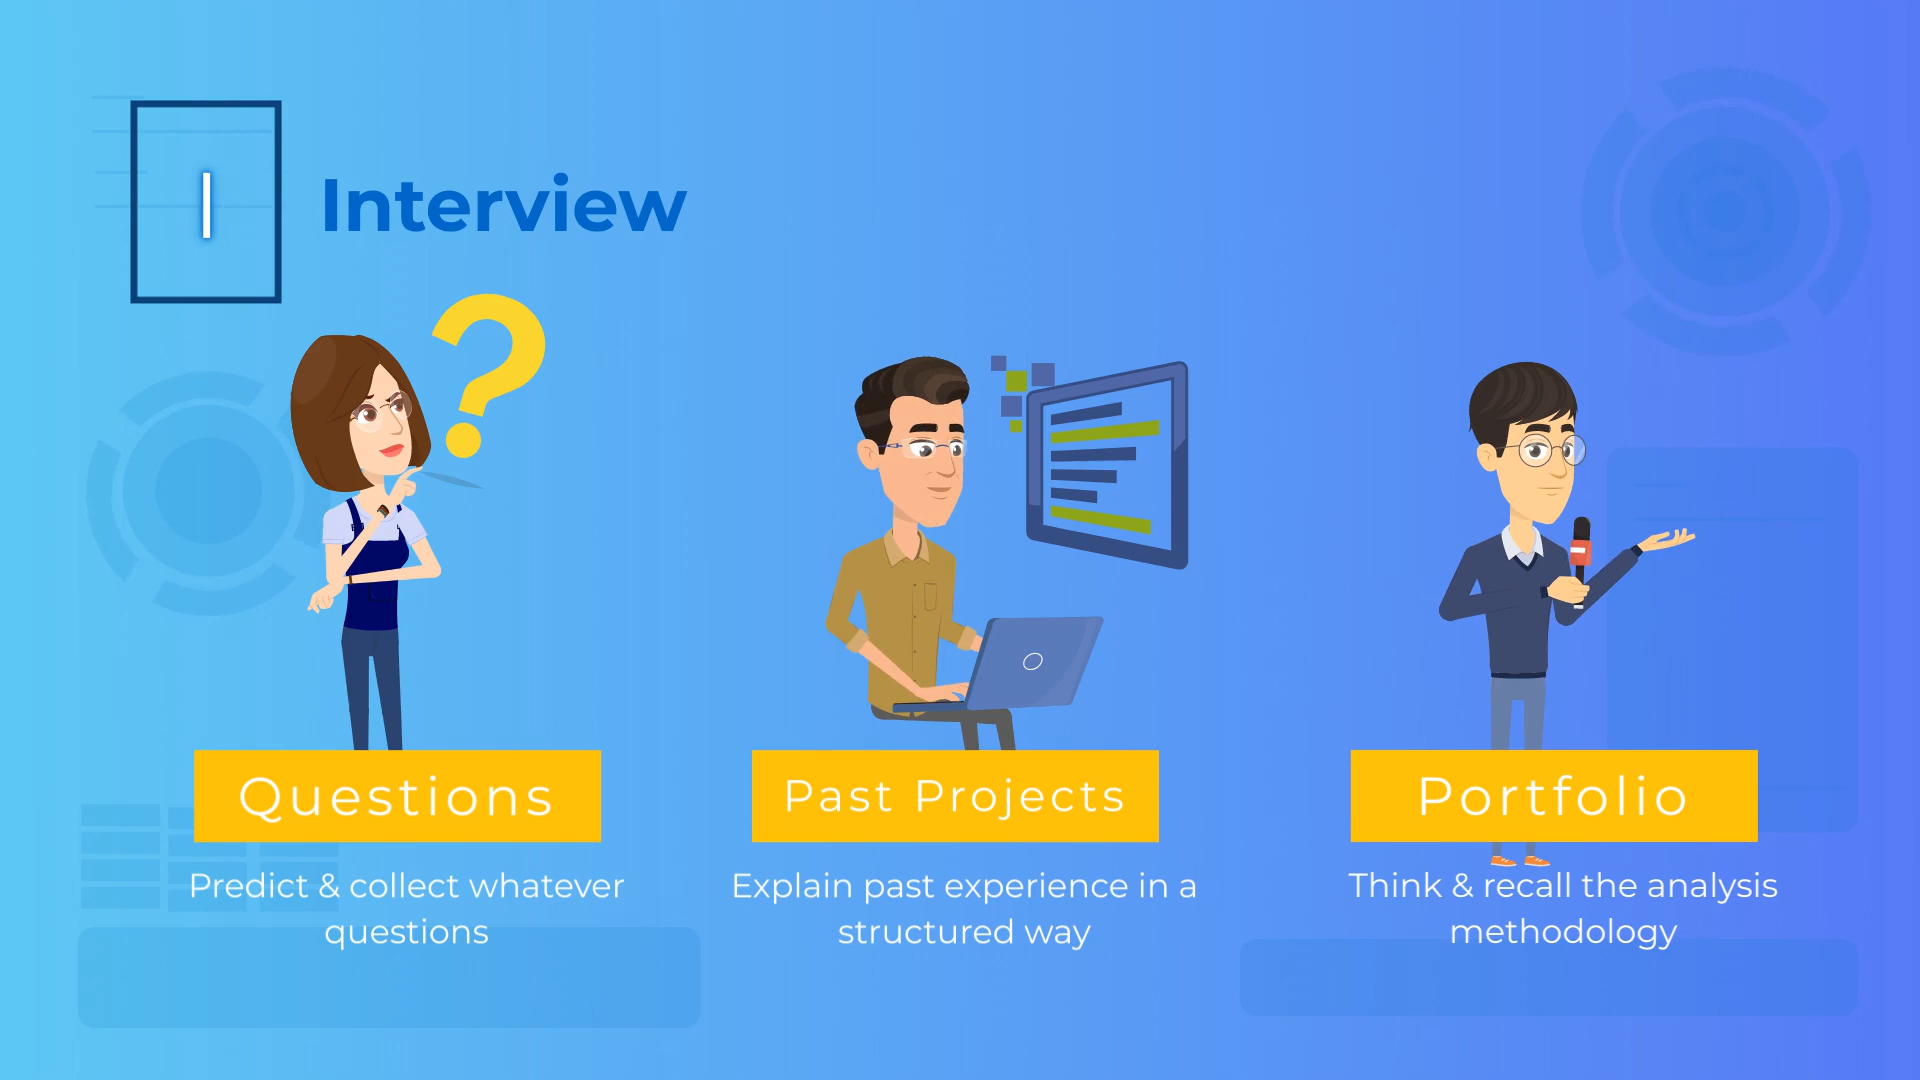 I
Interview
Questions
Past Projects
Portfolio
Predict & collect whatever
questions
Explain past experience in a
structured way
Think & recall the analysis
methodology